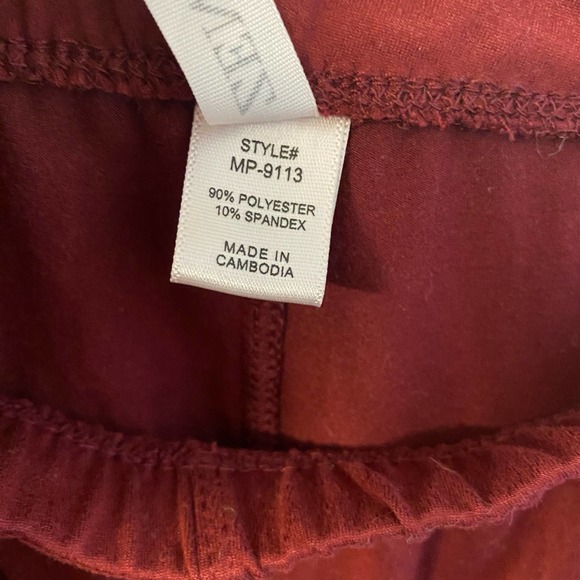 STYLE#
MP-9113
90% POLYESTER
10% SPANDEX
MADE IN
CAMBODIA